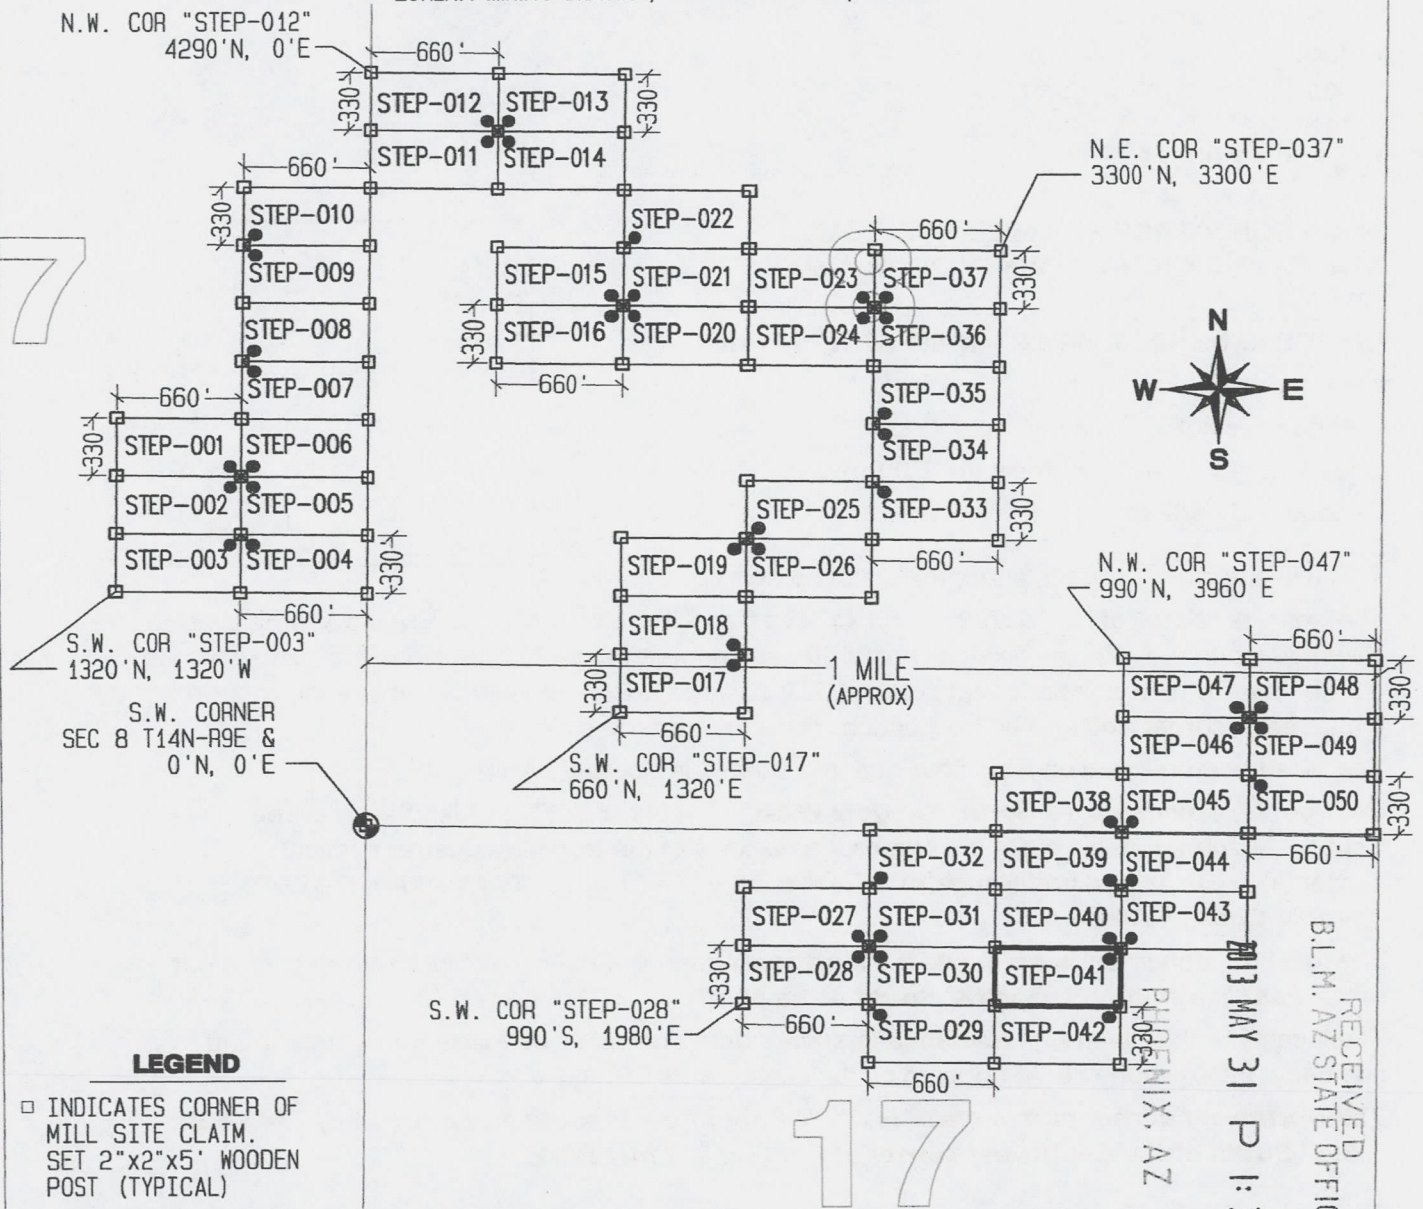 N.W. COR "STEP-012"
4290'N, 0'E
660'
330
STEP-012
STEP-013
330
STEP-011
STEP-014
660'
330
STEP-010
STEP-009
STEP-008
STEP-007
660'
330
STEP-001
STEP-006
STEP-002
STEP-005
STEP-003
STEP-004
330
660'
S.W. COR "STEP-003"
1320'N, 1320'W
S.W. CORNER
SEC 8 T14N-R9E &
0'N, 0'E
STEP-022
STEP-015
STEP-021
STEP-023
STEP-037
330
STEP-016
STEP-020
STEP-024
STEP-036
330
660'
660'
N.E. COR "STEP-037"
3300'N, 3300'E
STEP-035
STEP-034
STEP-025
STEP-033
330
660'
STEP-019
STEP-026
STEP-018
STEP-017
330
660'
S.W. COR "STEP-017"
660'N, 1320'E
1 MILE
(APPROX)
N
W
E
S
N.W. COR "STEP-047"
990'N, 3960'E
660'
STEP-047
STEP-048
330
STEP-046
STEP-049
STEP-038
STEP-045
STEP-050
330
660'
STEP-032
STEP-039
STEP-044
STEP-027
STEP-031
STEP-040
STEP-043
330
STEP-028
STEP-030
STEP-041
660'
STEP-029
STEP-042
330
660'
S.W. COR "STEP-028"
990'S, 1980'E
7
17
LEGEND
INDICATES CORNER OF
MILL SITE CLAIM.
SET 2"x2"x5' WOODEN
POST (TYPICAL)
RECEIVED
B.L.M. AZ STATE OFFIC
2013 MAY 31 P 1:
PHOENIX AZ